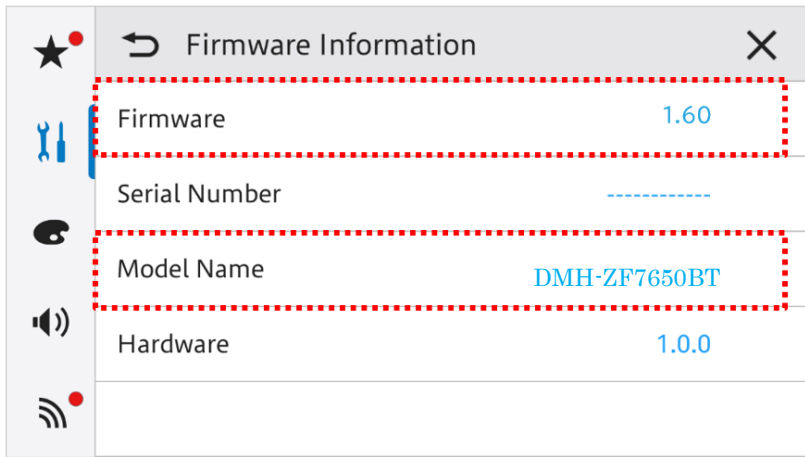 Firmware Information
Firmware 1.60
Serial Number ------------
Model Name DMH-ZF7650BT
Hardware 1.0.0